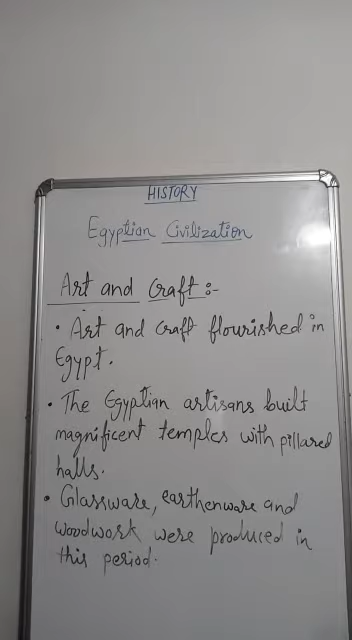 HISTORY
Egyptian Civilization
Art and Craft :-
• Art and Craft flourished in
Egypt.
• The Egyptian artisans built
magnificent temples with pillared
halls.
• Glassware, earthenware and
woodwork were produced in
this period.